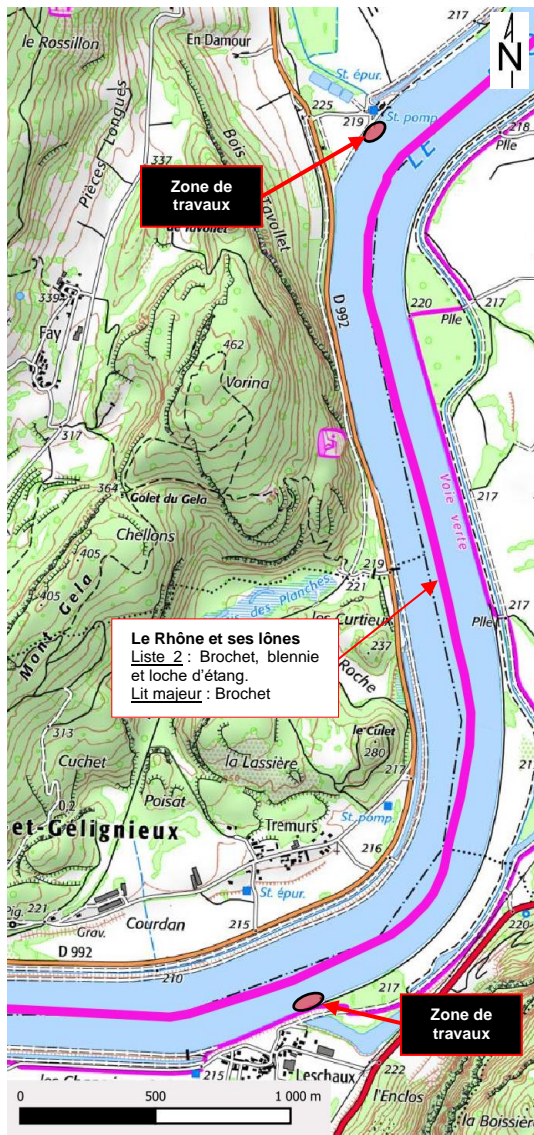 217
le Rossillon
En Damour
N
St. épur.
225
219
St. pomp.
218
Plle
LE
Pièces Longues
337
Bois
Zone de
travaux
de Tavollet
Tavollet
339
Fay
D 992
220
217
Plle
462
Vorina
317
364
Golet du Gela
Chellons
405
405
Mont Gela
217
Voie verte
219
221
des Planches
Curtieux
237
Roche
217
Plle
Le Rhône et ses lônes
Liste 2 : Brochet, blennie
et loche d'étang.
Lit majeur : Brochet
313
Cuchet
le Culet
280
la Lassière
217
Poisat
St. pomp.
et-Gélignieux
Tremurs
216
St. épur.
221
Grav.
Courdan
215
D 992
210
220
217
Zone de
travaux
215
Leschaux
222
l'Enclos
la Boissière
0 500 1 000 m